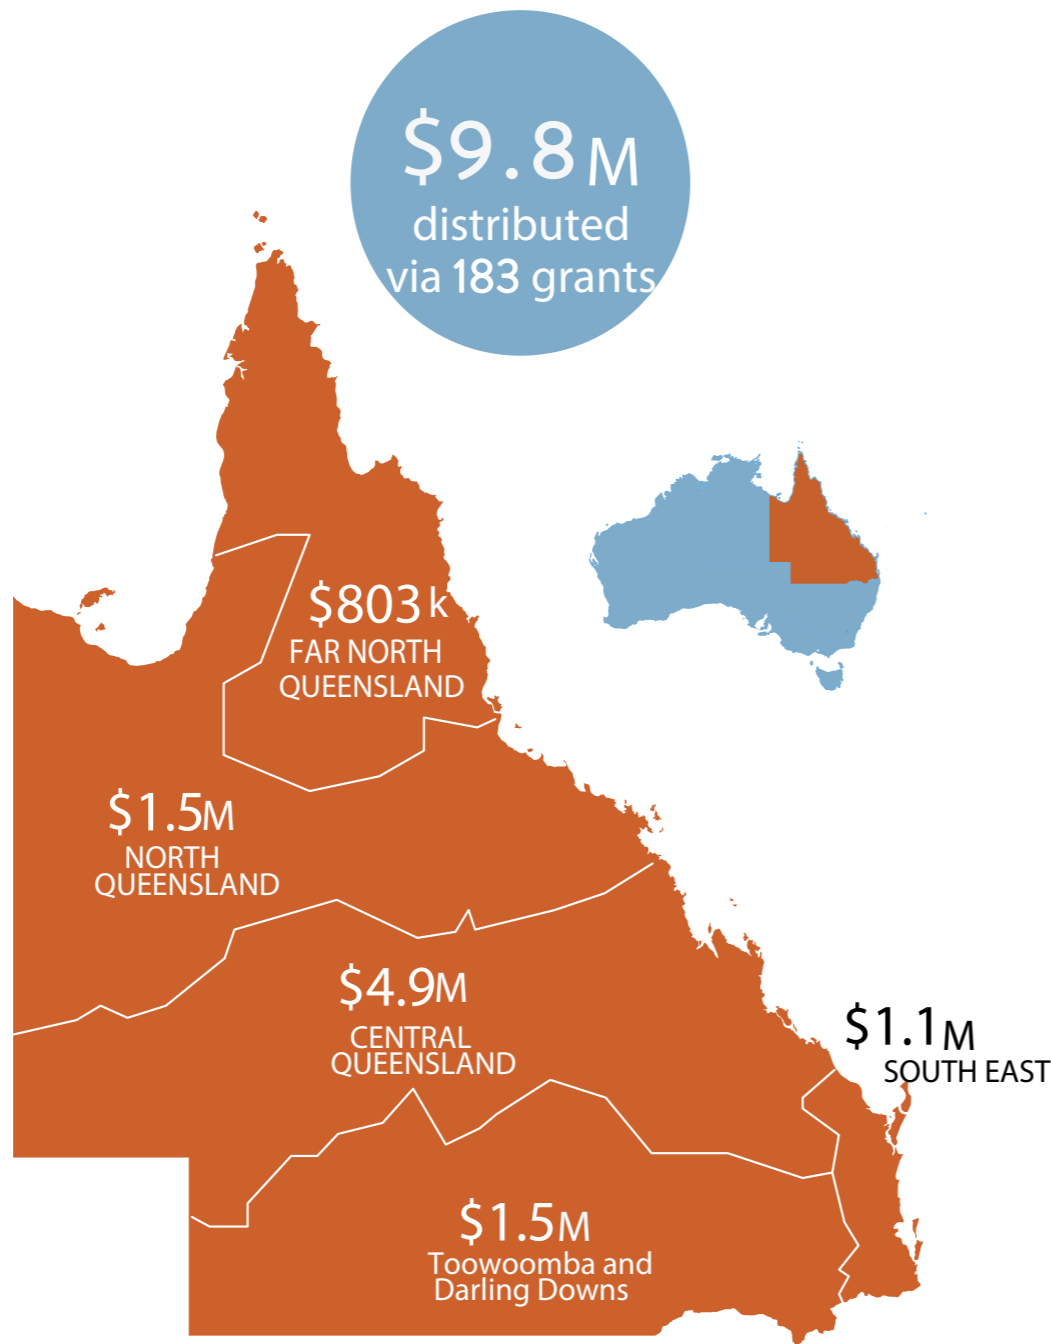 $9.8M
distributed
via 183 grants
$803k
FAR NORTH
QUEENSLAND
$1.5M
NORTH
QUEENSLAND
$4.9M
CENTRAL
QUEENSLAND
$1.1M
SOUTH EAST
$1.5M
Toowoomba and
Darling Downs